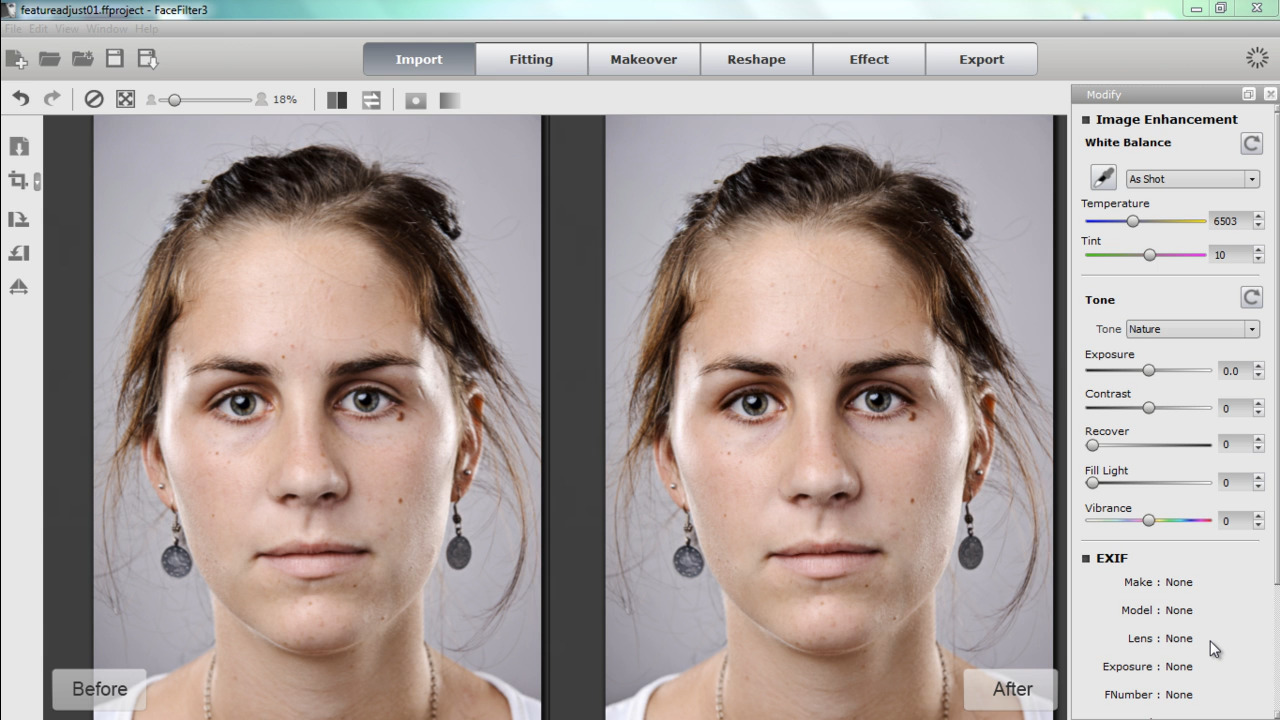 featureadjust01.ffproject - FaceFilter3
File Edit View Window Help
Import Fitting Makeover Reshape Effect Export
18%
Modify
Image Enhancement
White Balance
As Shot
Temperature
6503
Tint
10
Tone
Tone Nature
Exposure
0.0
Contrast
0
Recover
0
Fill Light
0
Vibrance
0
EXIF
Make : None
Model : None
Lens : None
Exposure : None
FNumber : None
Before
After